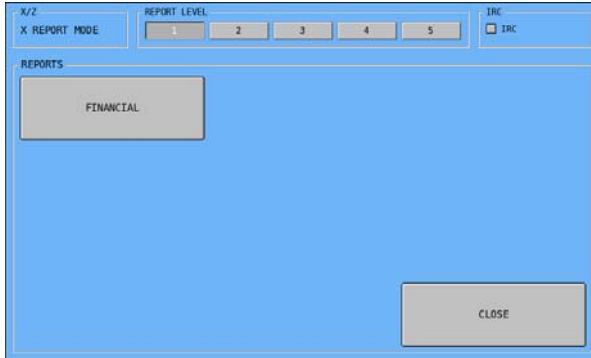 X/Z
REPORT LEVEL
IRC
X REPORT MODE
1
2
3
4
5
IRC
REPORTS
FINANCIAL
CLOSE